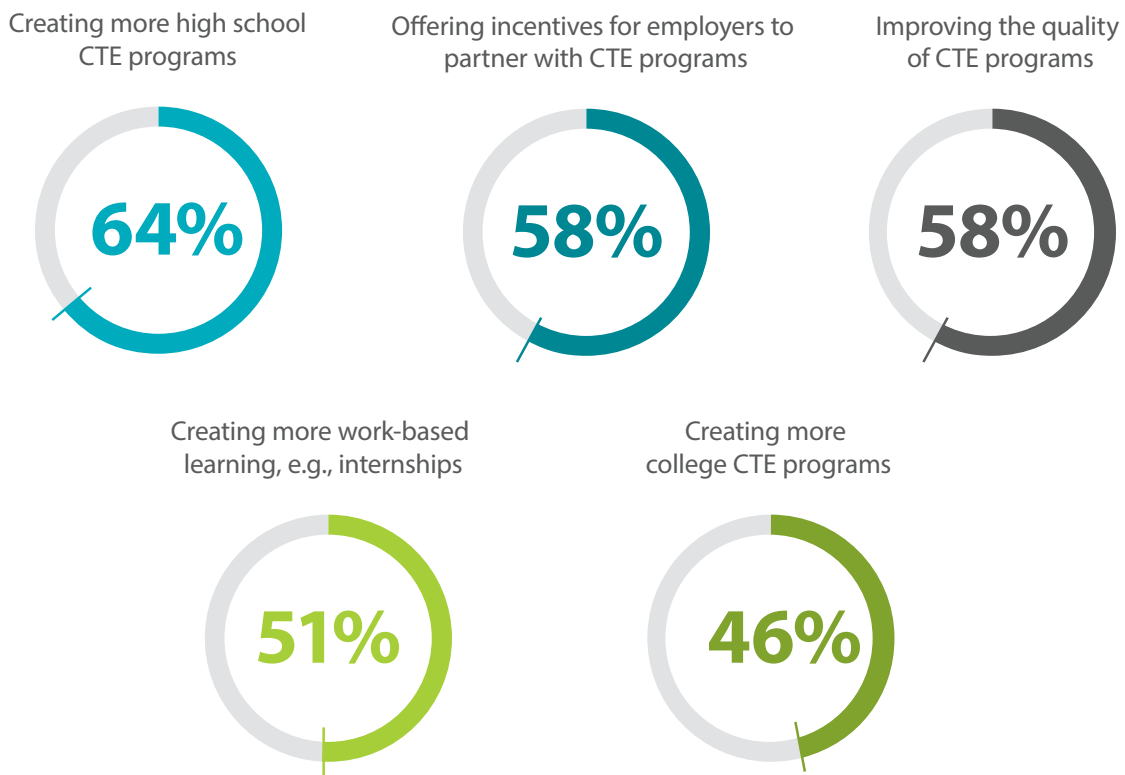 Creating more high school
CTE programs
64%
Offering incentives for employers to
partner with CTE programs
58%
Improving the quality
of CTE programs
58%
Creating more work-based
learning, e.g., internships
51%
Creating more
college CTE programs
46%